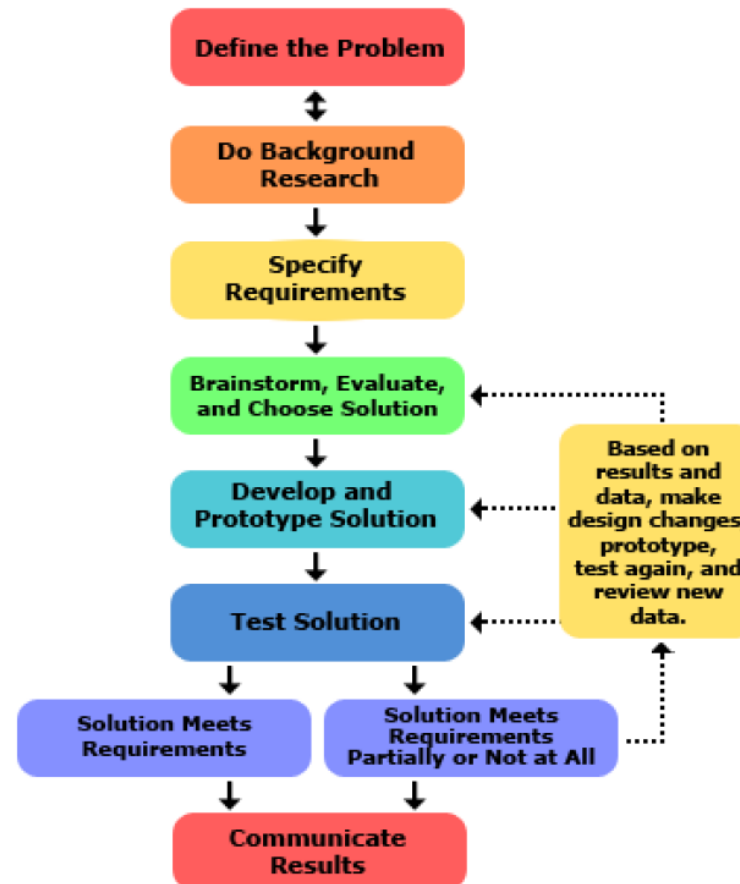 Define the Problem
Do Background
Research
Specify
Requirements
Brainstorm, Evaluate,
and Choose Solution
Develop and
Prototype Solution
Test Solution
Based on
results and
data, make
design changes,
prototype,
test again, and
review new
data.
Solution Meets
Requirements
Solution Meets
Requirements
Partially or Not at All
Communicate
Results